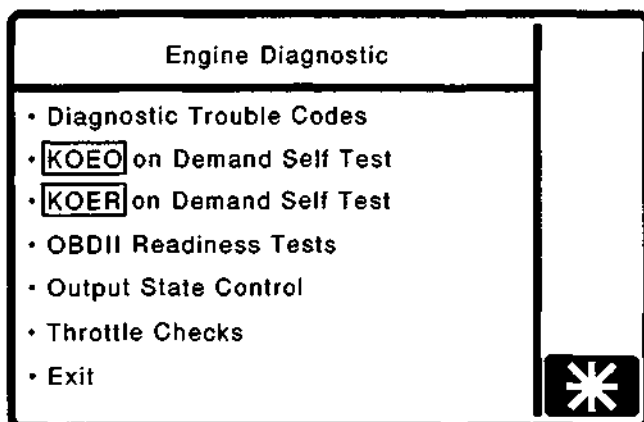 Engine Diagnostic
• Diagnostic Trouble Codes
• KOEO on Demand Self Test
• KOER on Demand Self Test
• OBDII Readiness Tests
• Output State Control
• Throttle Checks
• Exit